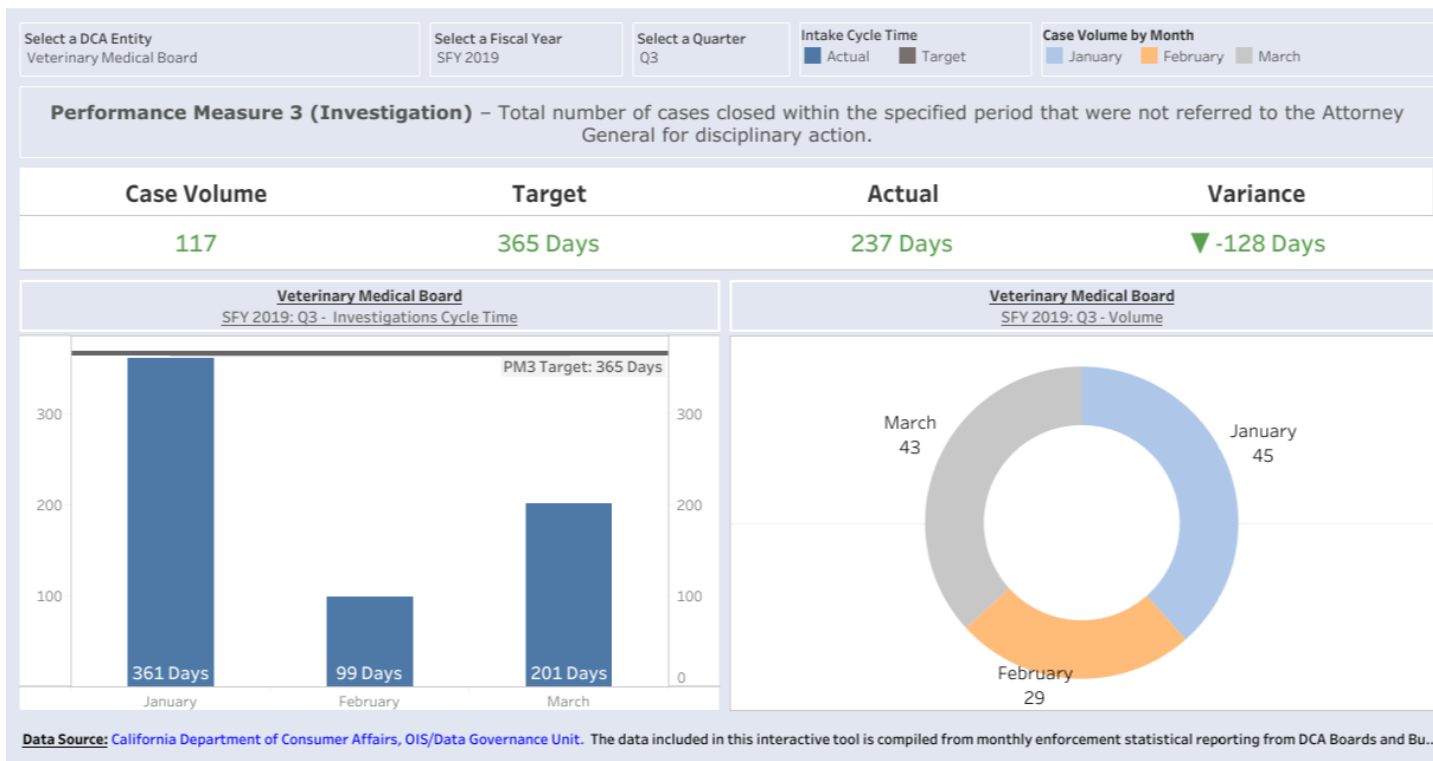 Select a DCA Entity
Veterinary Medical Board
Select a Fiscal Year
SFY 2019
Select a Quarter
Q3
Intake Cycle Time
Actual Target
Case Volume by Month
January February March
Performance Measure 3 (Investigation) – Total number of cases closed within the specified period that were not referred to the Attorney
General for disciplinary action.
Case Volume Target Actual Variance
117 365 Days 237 Days ▼ -128 Days
Veterinary Medical Board
SFY 2019: Q3 - Investigations Cycle Time
PM3 Target: 365 Days
300 300
200 200
100 100
0
361 Days 99 Days 201 Days
January February March
Veterinary Medical Board
SFY 2019: Q3 - Volume
March
43
January
45
February
29
Data Source: California Department of Consumer Affairs, OIS/Data Governance Unit. The data included in this interactive tool is compiled from monthly enforcement statistical reporting from DCA Boards and Bu..